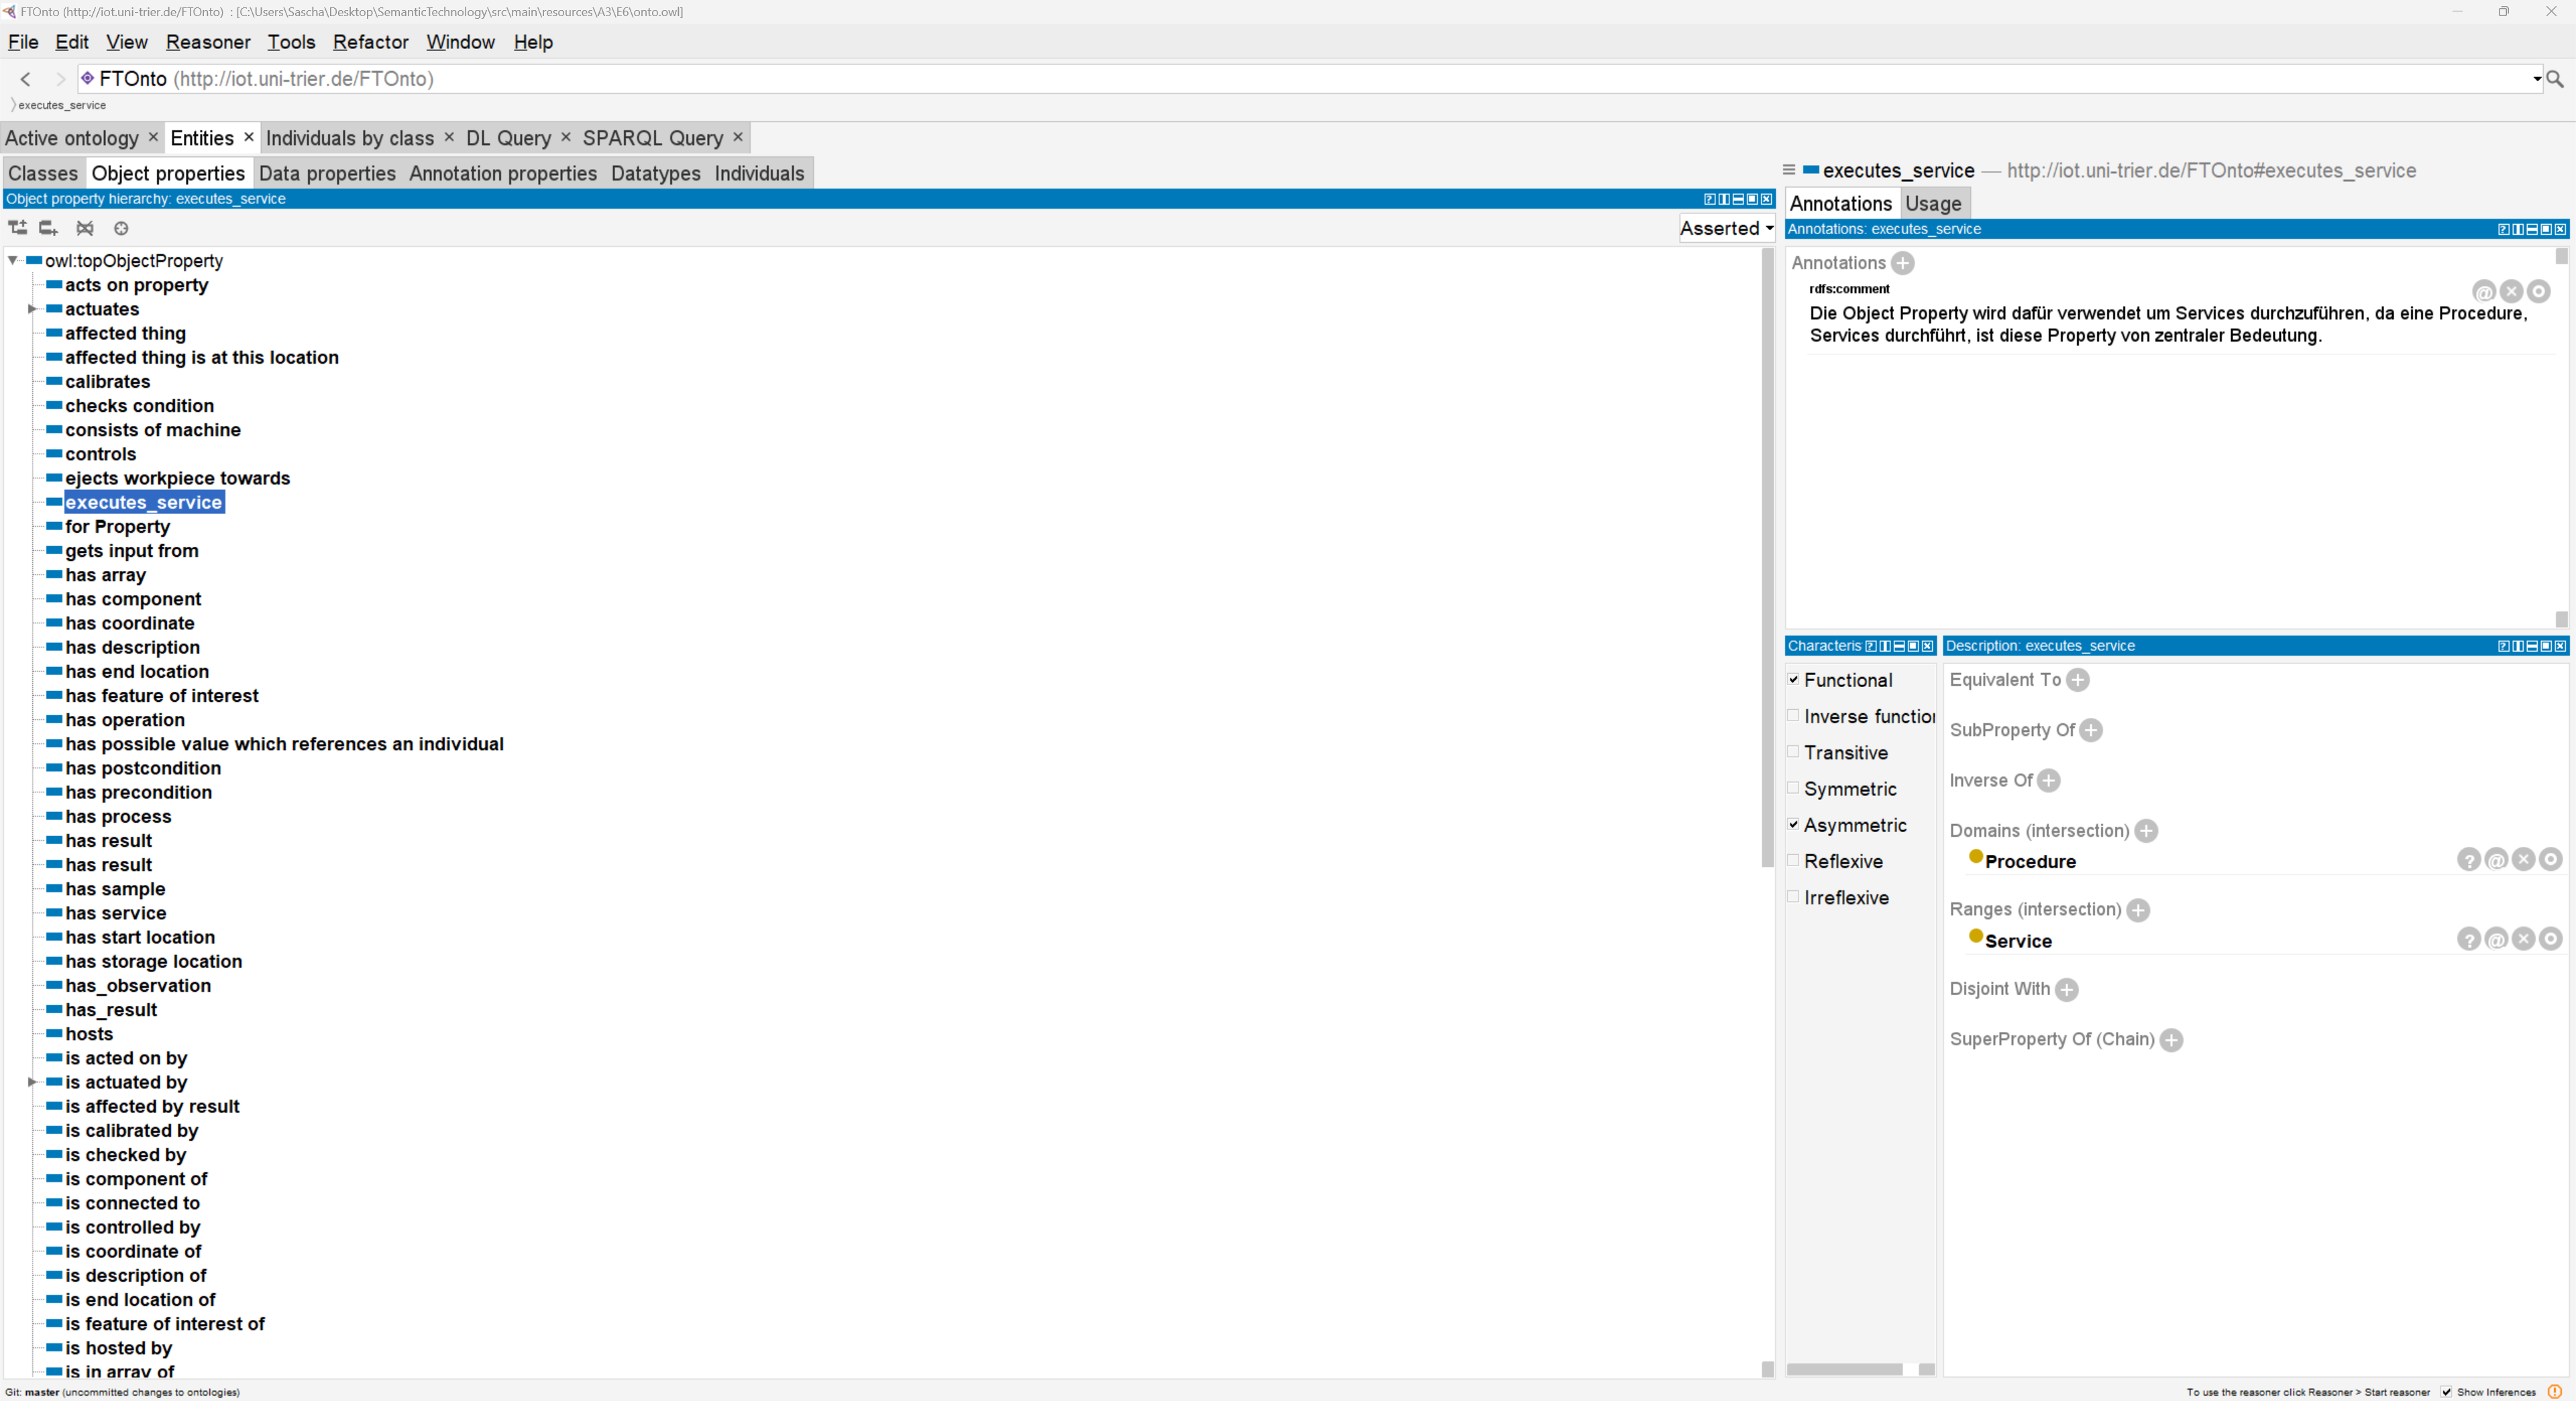 FTOnto (http://iot.uni-trier.de/FTOnto) : [C:\Users\Sascha\Desktop\SemanticTechnology\src\main\resources\A3\E6\onto.owl]
File Edit View Reasoner Tools Refactor Window Help
FTOnto (http://iot.uni-trier.de/FTOnto)
executes_service
Active ontology × Entities × Individuals by class × DL Query × SPARQL Query ×
Classes Object properties Data properties Annotation properties Datatypes Individuals
Object property hierarchy: executes_service
Asserted
owl:topObjectProperty
acts on property
actuates
affected thing
affected thing is at this location
calibrates
checks condition
consists of machine
controls
ejects workpiece towards
executes_service
for Property
gets input from
has array
has component
has coordinate
has description
has end location
has feature of interest
has operation
has possible value which references an individual
has postcondition
has precondition
has process
has result
has result
has sample
has service
has start location
has storage location
has_observation
has_result
hosts
is acted on by
is actuated by
is affected by result
is calibrated by
is checked by
is component of
is connected to
is controlled by
is coordinate of
is description of
is end location of
is feature of interest of
is hosted by
is in array of
executes_service — http://iot.uni-trier.de/FTOnto#executes_service
Annotations Usage
Annotations: executes_service
Annotations
rdfs:comment
Die Object Property wird dafür verwendet um Services durchzuführen, da eine Procedure,
Services durchführt, ist diese Property von zentraler Bedeutung.
Characteris
Functional
Inverse function
Transitive
Symmetric
Asymmetric
Reflexive
Irreflexive
Description: executes_service
Equivalent To
SubProperty Of
Inverse Of
Domains (intersection)
Procedure
Ranges (intersection)
Service
Disjoint With
SuperProperty Of (Chain)
Git: master (uncommitted changes to ontologies)
To use the reasoner click Reasoner > Start reasoner Show Inferences